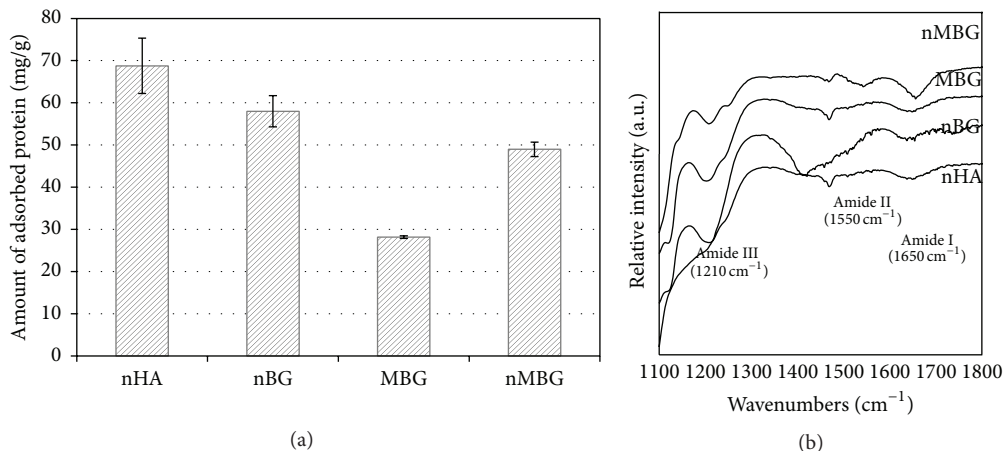 Amount of adsorbed protein (mg/g)
80
70
60
50
40
30
20
10
0
nHA nBG MBG nMBG
(a)
Relative intensity (a.u.)
nMBG
MBG
nBG
nHA
Amide II
(1550 cm⁻¹)
Amide I
(1650 cm⁻¹)
Amide III
(1210 cm⁻¹)
1100 1200 1300 1400 1500 1600 1700 1800
Wavenumbers (cm⁻¹)
(b)